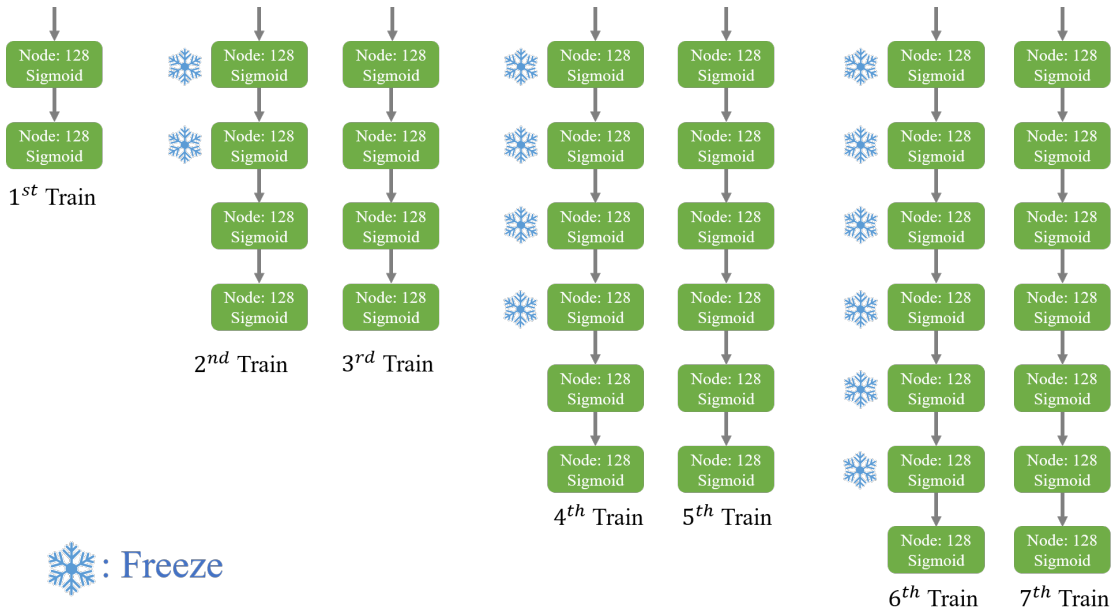 Node: 128
Sigmoid
Node: 128
Sigmoid
1st Train
Node: 128
Sigmoid
Node: 128
Sigmoid
Node: 128
Sigmoid
Node: 128
Sigmoid
2nd Train
Node: 128
Sigmoid
Node: 128
Sigmoid
Node: 128
Sigmoid
Node: 128
Sigmoid
3rd Train
Node: 128
Sigmoid
Node: 128
Sigmoid
Node: 128
Sigmoid
Node: 128
Sigmoid
Node: 128
Sigmoid
Node: 128
Sigmoid
4th Train
Node: 128
Sigmoid
Node: 128
Sigmoid
Node: 128
Sigmoid
Node: 128
Sigmoid
Node: 128
Sigmoid
Node: 128
Sigmoid
5th Train
Node: 128
Sigmoid
Node: 128
Sigmoid
Node: 128
Sigmoid
Node: 128
Sigmoid
Node: 128
Sigmoid
Node: 128
Sigmoid
Node: 128
Sigmoid
6th Train
Node: 128
Sigmoid
Node: 128
Sigmoid
Node: 128
Sigmoid
Node: 128
Sigmoid
Node: 128
Sigmoid
Node: 128
Sigmoid
Node: 128
Sigmoid
7th Train
: Freeze